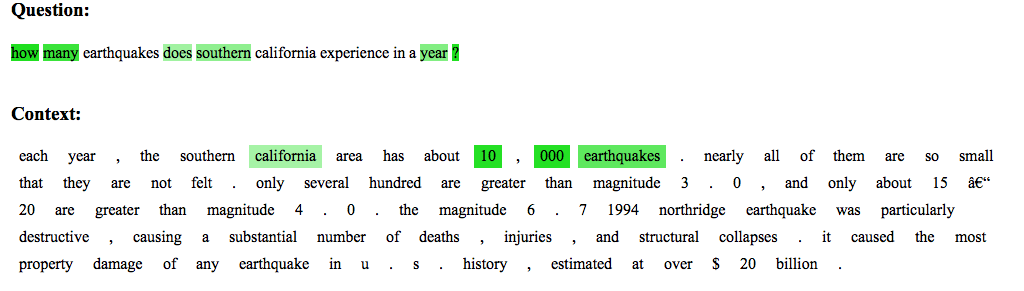 Question:
how many earthquakes does southern california experience in a year ?
Context:
each year , the southern california area has about 10 , 000 earthquakes . nearly all of them are so small
that they are not felt . only several hundred are greater than magnitude 3 . 0 , and only about 15 â€“
20 are greater than magnitude 4 . 0 . the magnitude 6 . 7 1994 northridge earthquake was particularly
destructive , causing a substantial number of deaths , injuries , and structural collapses . it caused the most
property damage of any earthquake in u . s . history , estimated at over $ 20 billion .